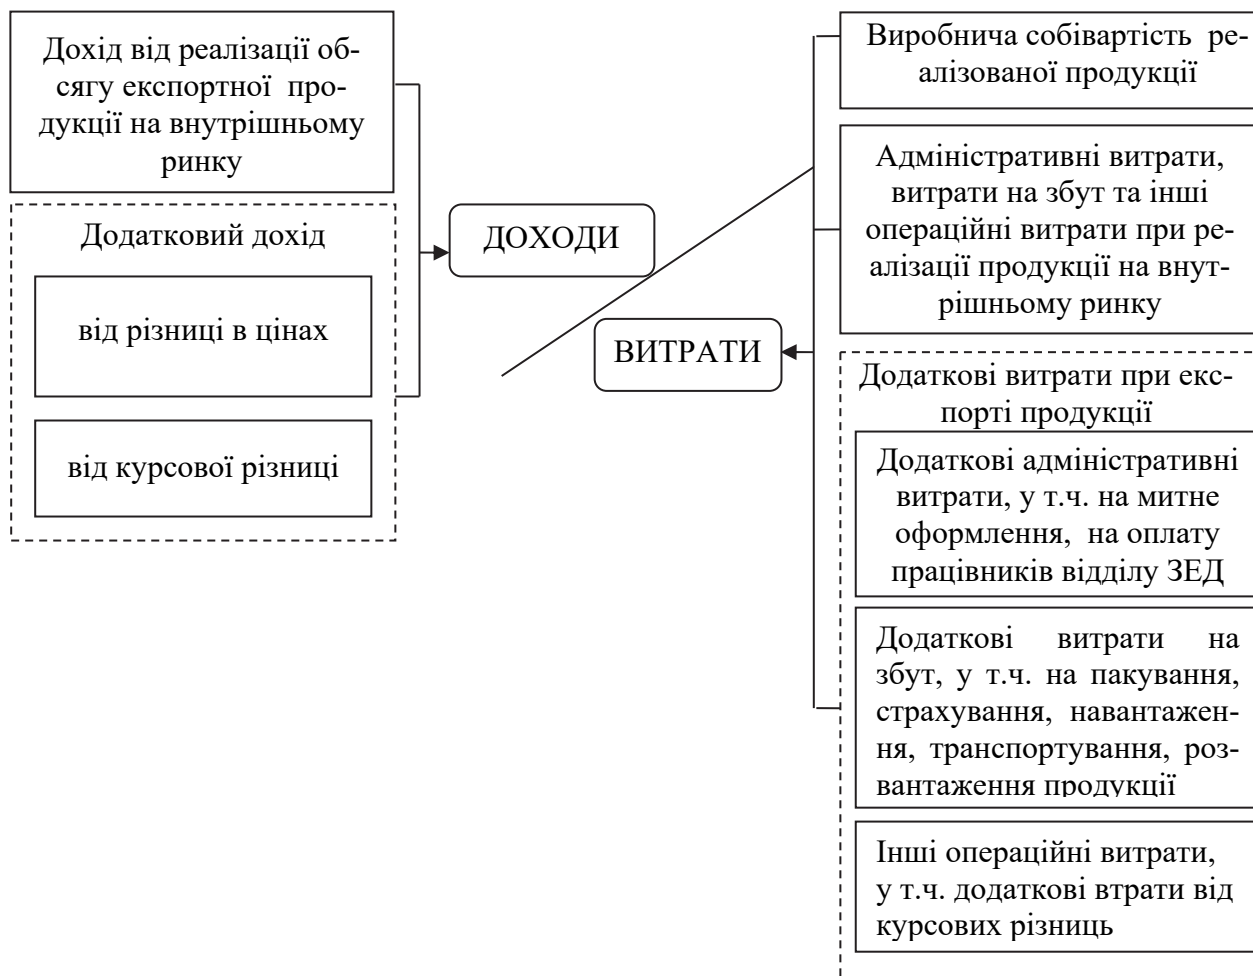 Дохід від реалізації об-
сягу експортної про-
дукції на внутрішньому
ринку
Додатковий дохід
від різниці в цінах
від курсової різниці
ДОХОДИ
ВИТРАТИ
Виробнича собівартість ре-
алізованої продукції
Адміністративні витрати,
витрати на збут та інші
операційні витрати при ре-
алізації продукції на внут-
рішньому ринку
Додаткові витрати при екс-
порті продукції
Додаткові адміністративні
витрати, у т.ч. на митне
оформлення, на оплату
працівників відділу ЗЕД
Додаткові витрати на
збут, у т.ч. на пакування,
страхування, навантажен-
ня, транспортування, роз-
вантаження продукції
Інші операційні витрати,
у т.ч. додаткові втрати від
курсових різниць